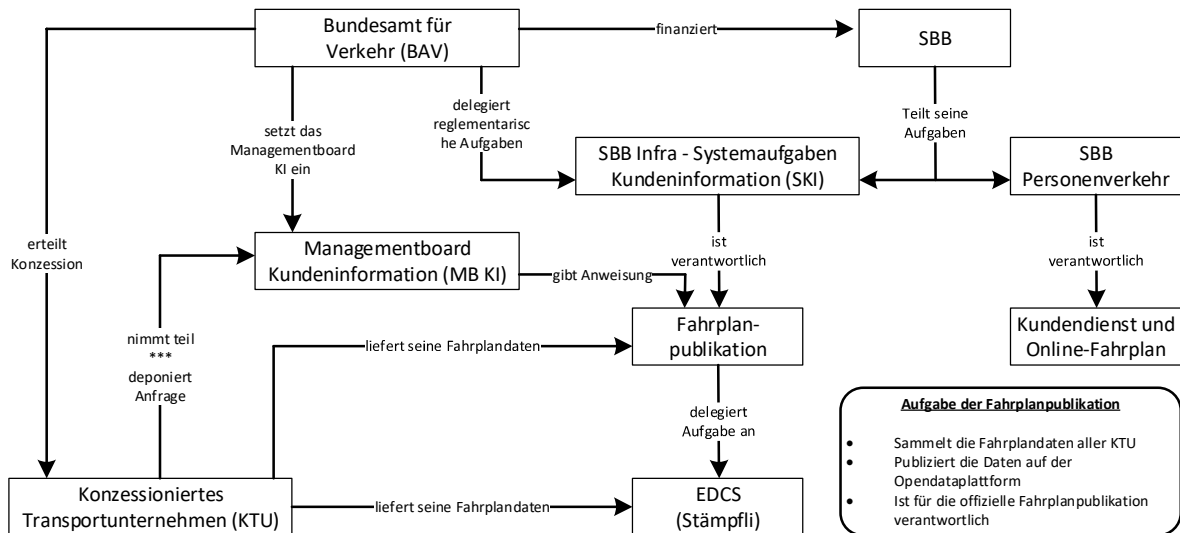 Bundesamt für
Verkehr (BAV)
finanziert
SBB
delegiert
reglementarisc
he Aufgaben
setzt das
Managementboard
KI ein
Teilt seine
Aufgaben
SBB Infra - Systemaufgaben
Kundeninformation (SKI)
SBB
Personenverkehr
erteilt
Konzession
Managementboard
Kundeninformation (MB KI)
gibt Anweisung
ist
verantwortlich
ist
verantwortlich
nimmt teil
***
deponiert
Anfrage
liefert seine Fahrplandaten
Fahrplan-
publikation
Kundendienst und
Online-Fahrplan
delegiert
Aufgabe an
Konzessioniertes
Transportunternehmen (KTU)
liefert seine Fahrplandaten
EDCS
(Stämpfli)
Aufgabe der Fahrplanpublikation
• Sammelt die Fahrplandaten aller KTU
• Publiziert die Daten auf der
Opendataplattform
• Ist für die offizielle Fahrplanpublikation
verantwortlich